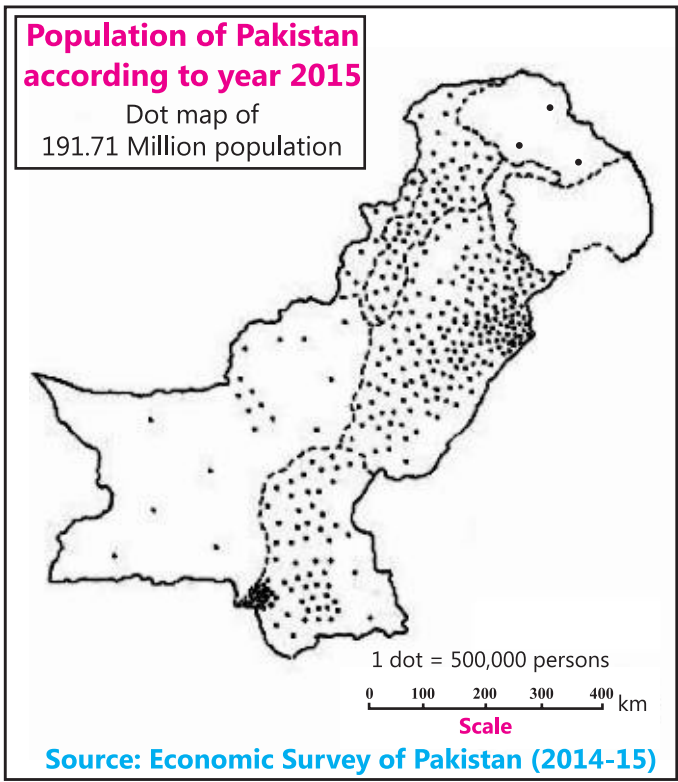 Population of Pakistan
according to year 2015
Dot map of
191.71 Million population
1 dot = 500,000 persons
0 100 200 300 400 km
Scale
Source: Economic Survey of Pakistan (2014-15)